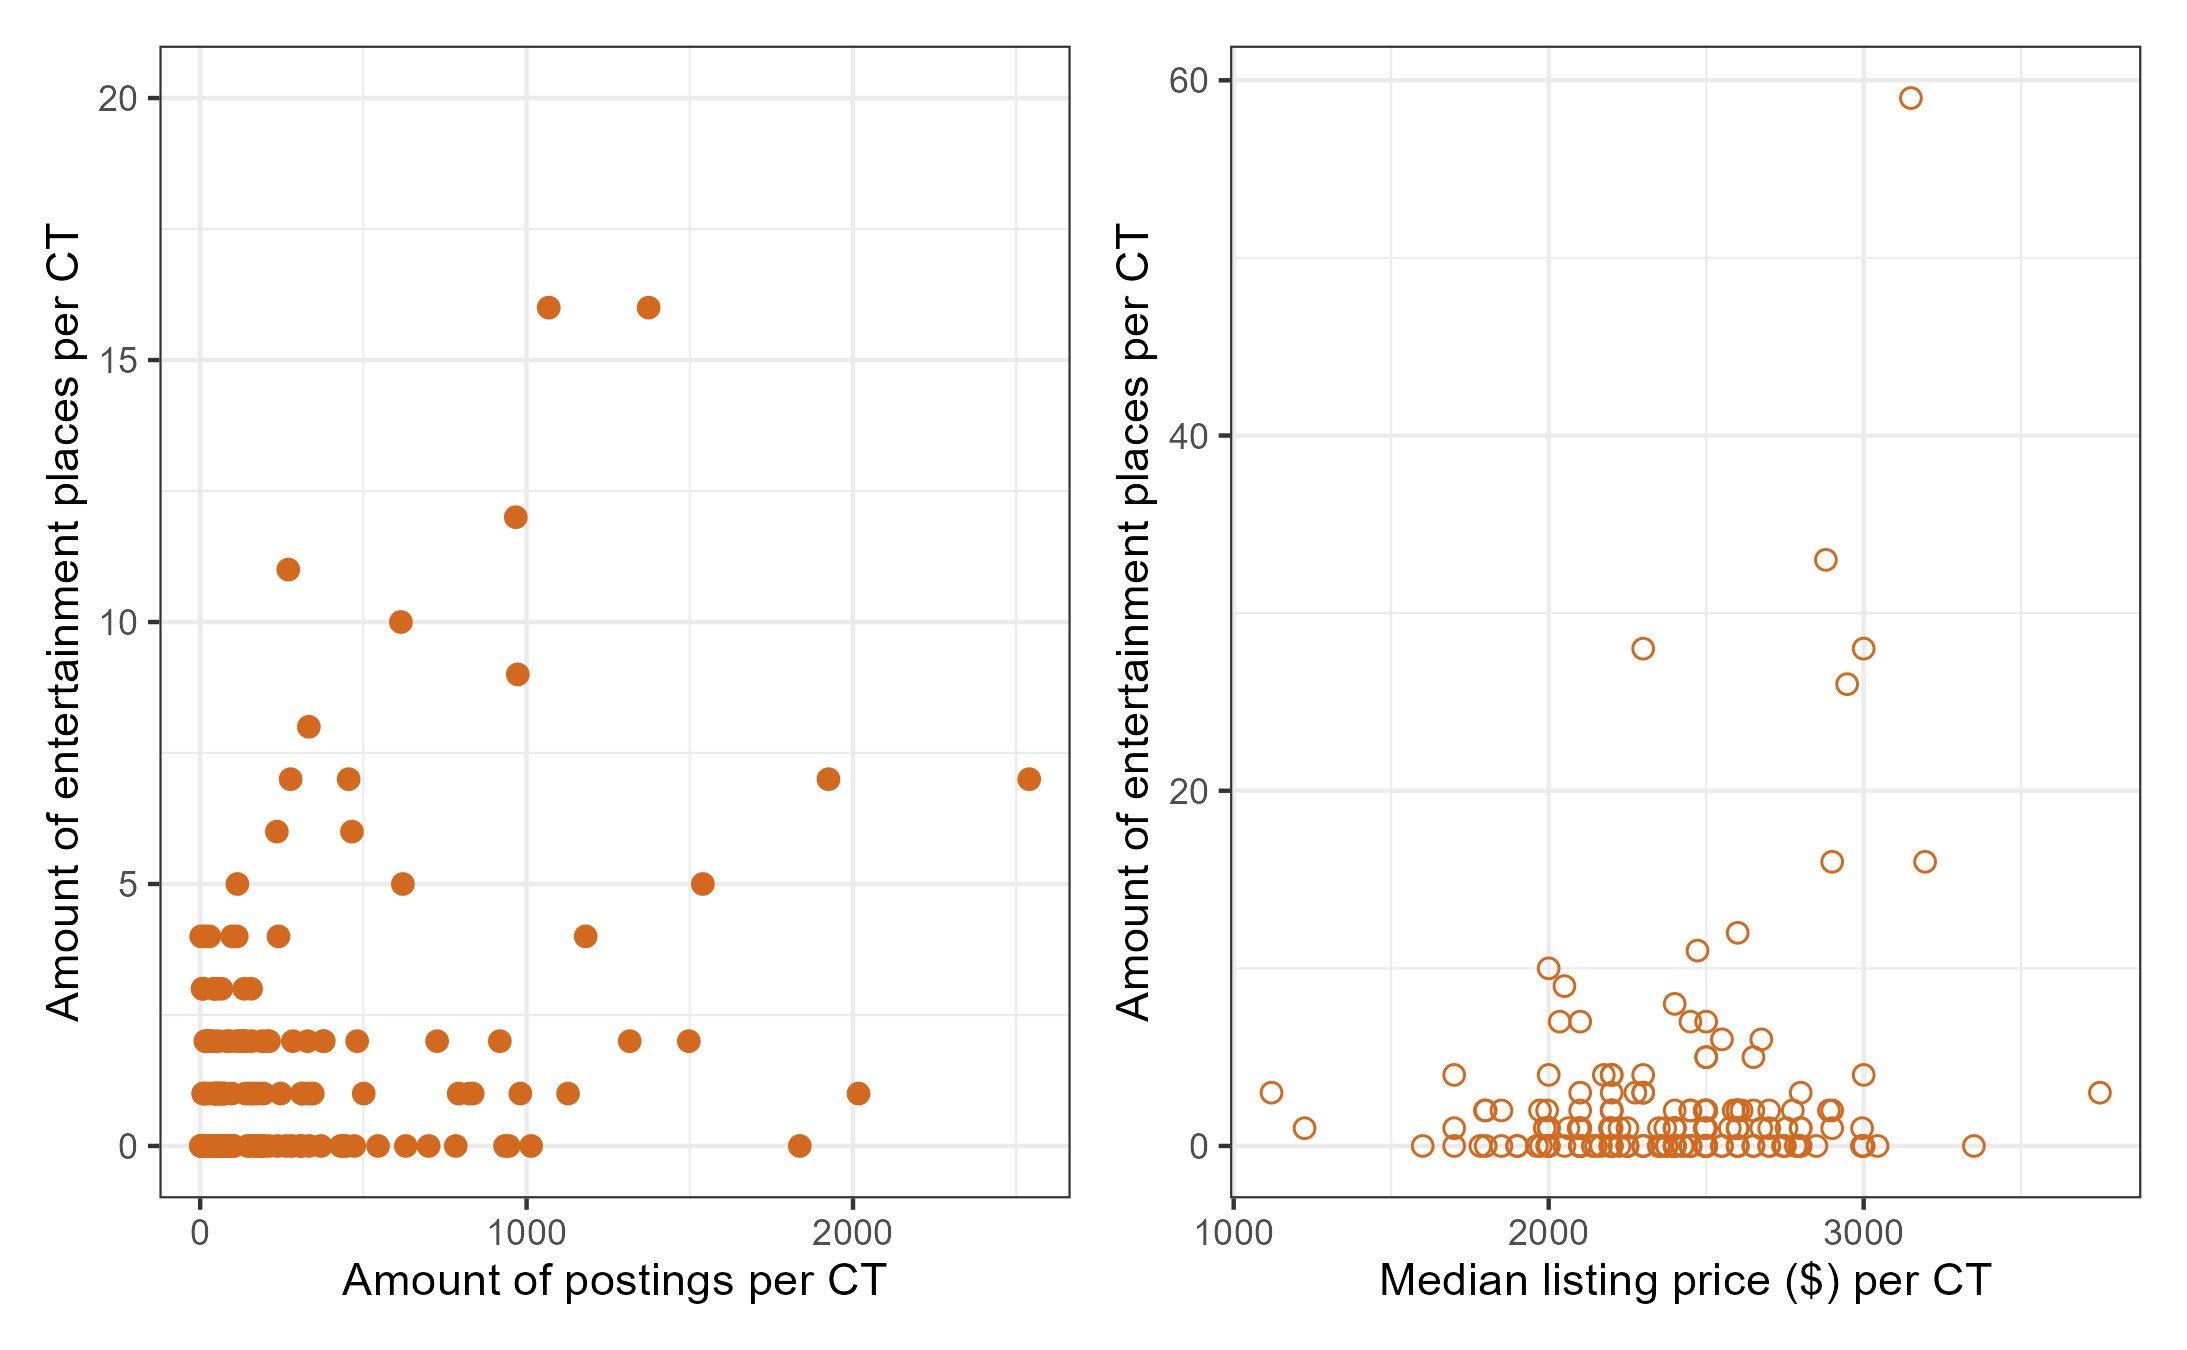 20
15
10
5
0
Amount of entertainment places per CT
0 1000 2000
Amount of postings per CT
60
40
20
0
Amount of entertainment places per CT
1000 2000 3000
Median listing price ($) per CT